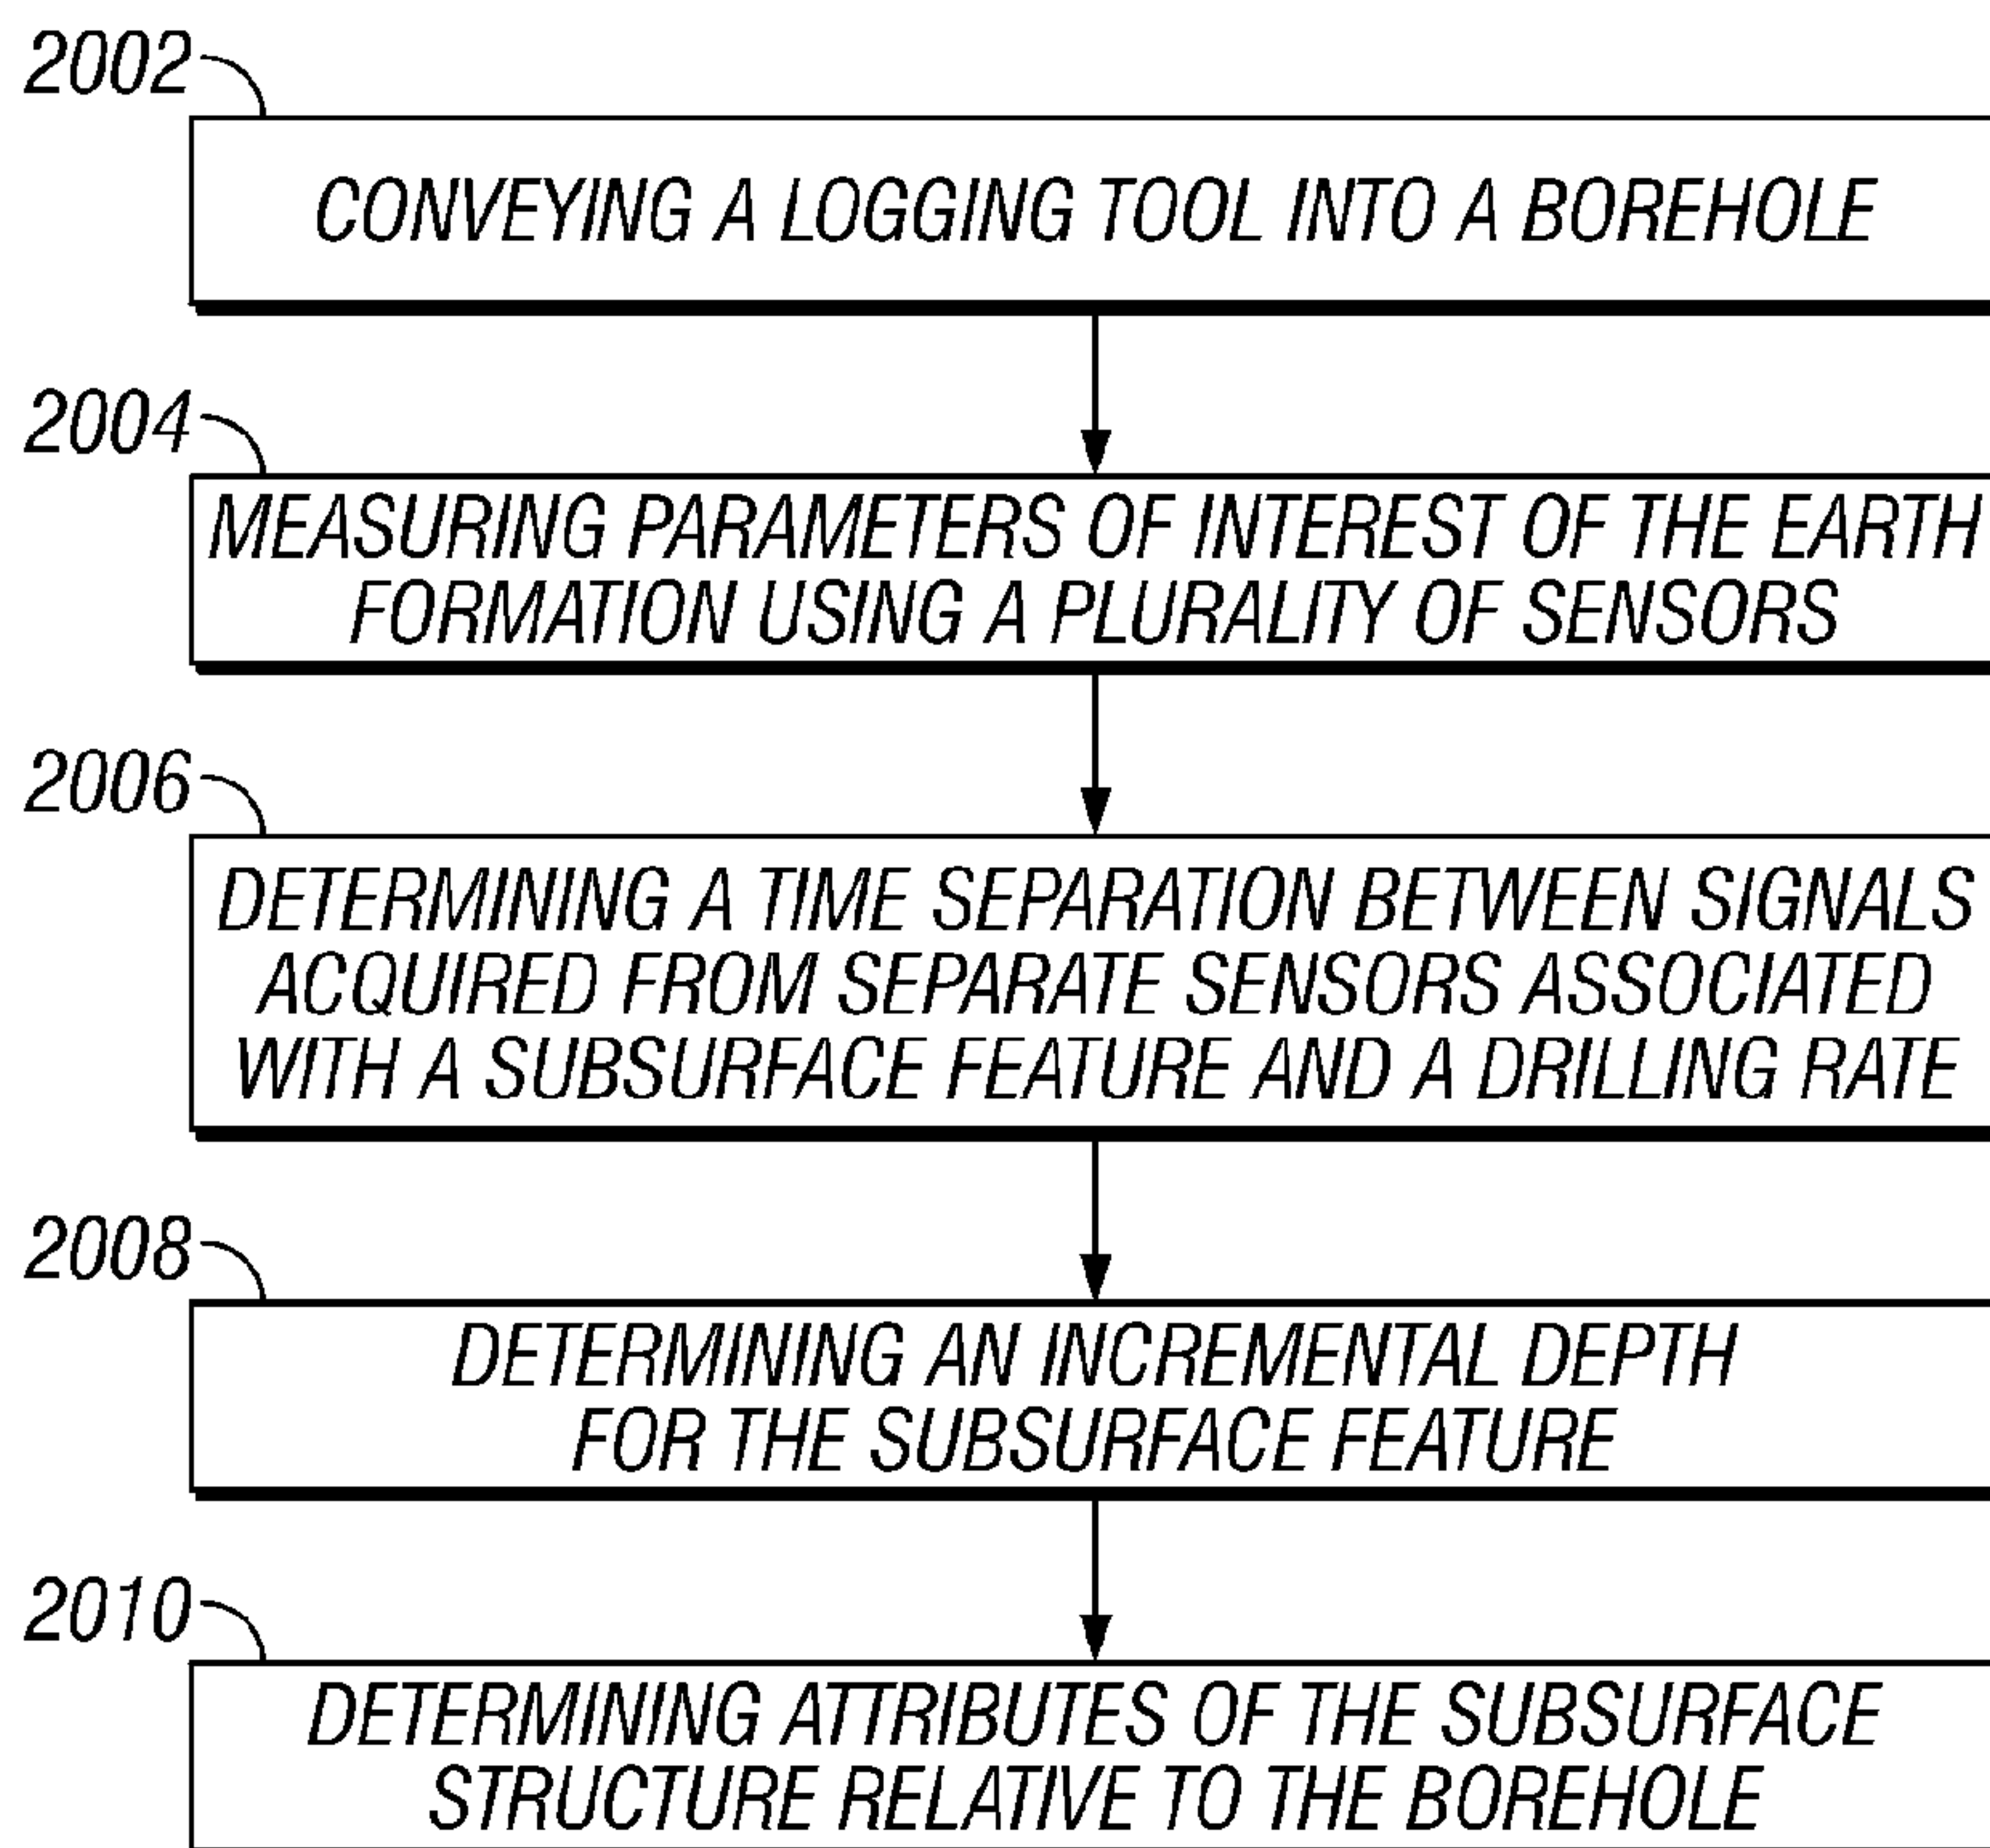 2002
CONVEYING A LOGGING TOOL INTO A BOREHOLE
2004
MEASURING PARAMETERS OF INTEREST OF THE EARTH
FORMATION USING A PLURALITY OF SENSORS
2006
DETERMINING A TIME SEPARATION BETWEEN SIGNALS
ACQUIRED FROM SEPARATE SENSORS ASSOCIATED
WITH A SUBSURFACE FEATURE AND A DRILLING RATE
2008
DETERMINING AN INCREMENTAL DEPTH
FOR THE SUBSURFACE FEATURE
2010
DETERMINING ATTRIBUTES OF THE SUBSURFACE
STRUCTURE RELATIVE TO THE BOREHOLE